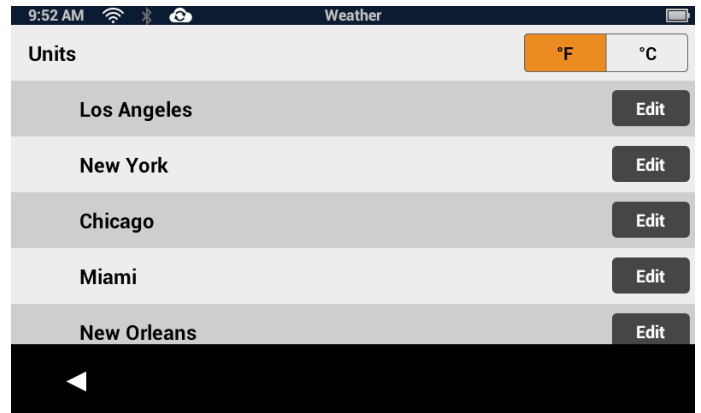 9:52 AM Weather
Units °F °C
Los Angeles Edit
New York Edit
Chicago Edit
Miami Edit
New Orleans Edit